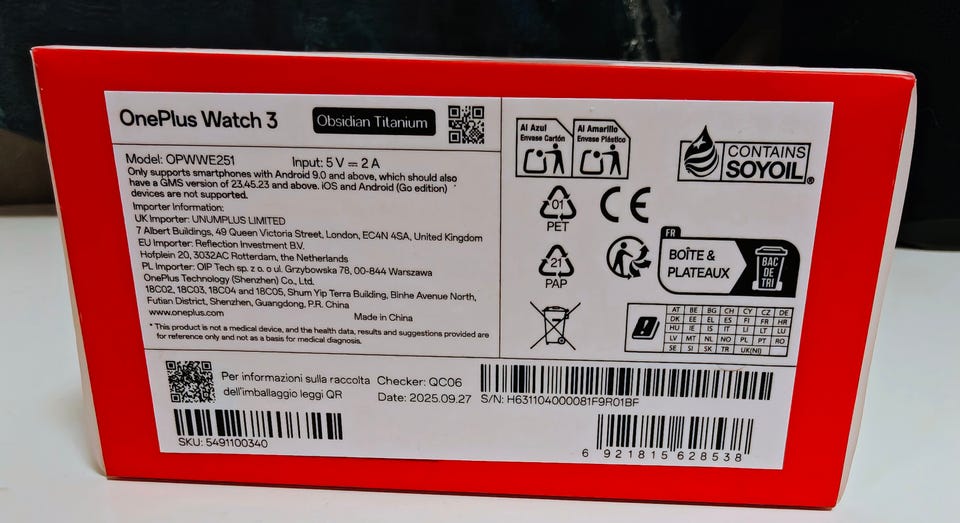 OnePlus Watch 3
Obsidian Titanium
Model: OPWWE251 Input: 5 V ⎓ 2 A
Only supports smartphones with Android 9.0 and above, which should also
have a GMS version of 23.45.23 and above. iOS and Android (Go edition)
devices are not supported.
Importer Information:
UK Importer: UNUMPLUS LIMITED
7 Albert Buildings, 49 Queen Victoria Street, London, EC4N 4SA, United Kingdom
EU Importer: Reflection Investment B.V.
Hofplein 20, 3032AC Rotterdam, the Netherlands
PL Importer: OIP Tech sp. z o. o ul. Grzybowska 78, 00-844 Warszawa
OnePlus Technology (Shenzhen) Co., Ltd.
18C02, 18C03, 18C04 and 18C05, Shum Yip Terra Building, Binhe Avenue North,
Futian District, Shenzhen, Guangdong, P.R. China
www.oneplus.com Made in China
* This product is not a medical device, and the health data, results and suggestions provided are
for reference only and not as a basis for medical diagnosis.
Al Azul
Envase Cartón
Al Amarillo
Envase Plástico
CONTAINS
SOYOIL®
01
PET
CE
21
PAP
FR
BOÎTE &
PLATEAUX
BAC
DE
TRI
AT BE BG CH CY CZ DE
DK EE EL ES FI FR HR
HU IE IS IT LI LT LU
LV MT NL NO PL PT RO
SE SI SK TR UK(NI)
Per informazioni sulla raccolta
dell'imballaggio leggi QR
Checker: QC06
Date: 2025.09.27
S/N: H631104000081F9R01BF
SKU: 5491100340
6 921815 628538